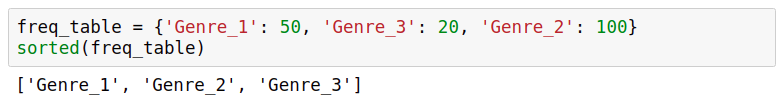 freq_table = {'Genre_1': 50, 'Genre_3': 20, 'Genre_2': 100}
sorted(freq_table)
['Genre_1', 'Genre_2', 'Genre_3']